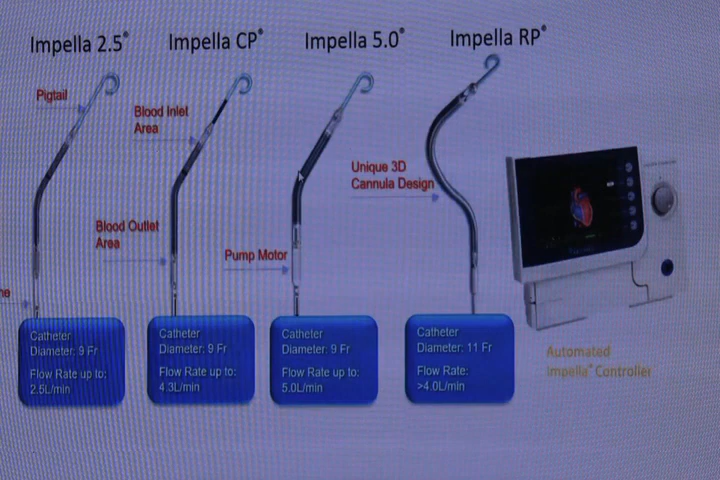 Impella 2.5®
Impella CP®
Impella 5.0®
Impella RP®
Pigtail
Blood Inlet
Area
Unique 3D
Cannula Design
Blood Outlet
Area
Pump Motor
ne
Catheter
Diameter: 9 Fr
Flow Rate up to:
2.5L/min
Catheter
Diameter: 9 Fr
Flow Rate up to:
4.3L/min
Catheter
Diameter: 9 Fr
Flow Rate up to:
5.0L/min
Catheter
Diameter: 11 Fr
Flow Rate:
>4.0L/min
Automated
Impella® Controller